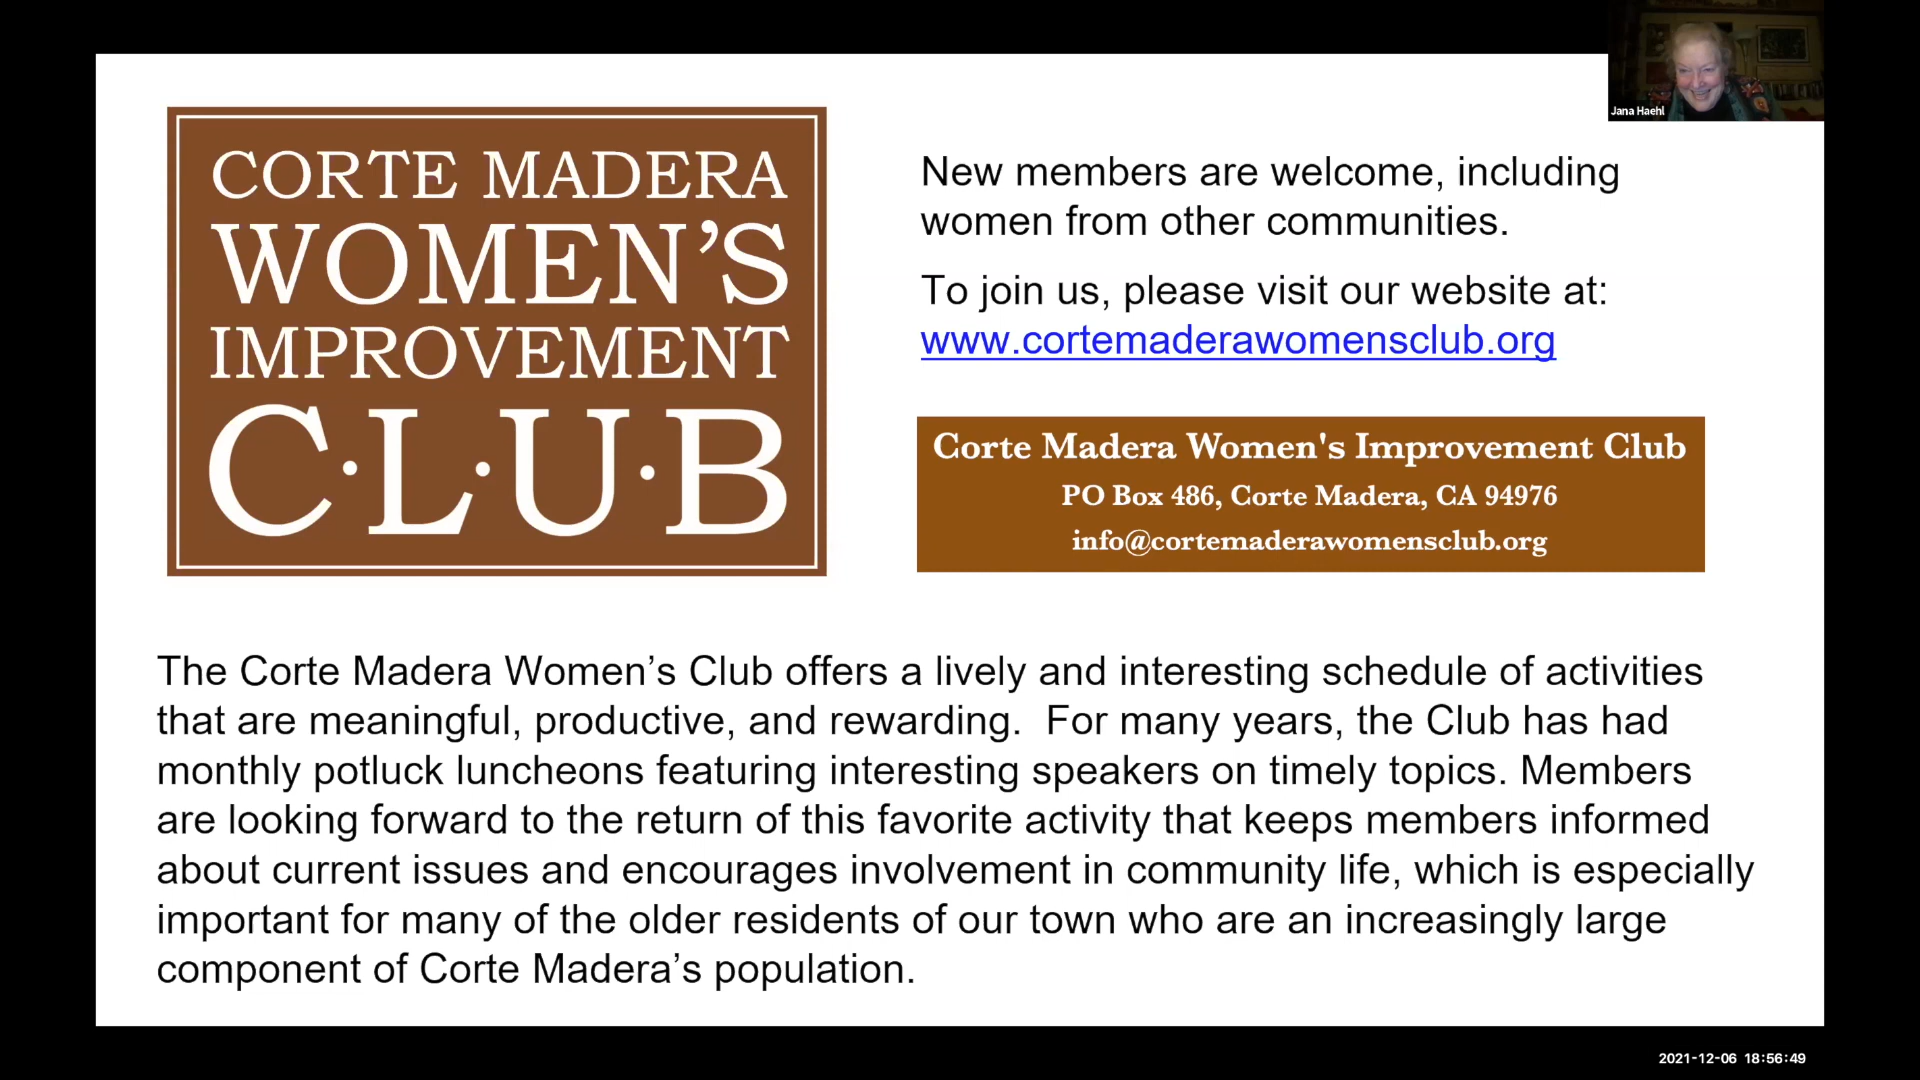 Jana Haehl
CORTE MADERA
WOMEN’S
IMPROVEMENT
C·L·U·B
New members are welcome, including
women from other communities.
To join us, please visit our website at:
www.cortemaderawomensclub.org
Corte Madera Women's Improvement Club
PO Box 486, Corte Madera, CA 94976
info@cortemaderawomensclub.org
The Corte Madera Women’s Club offers a lively and interesting schedule of activities
that are meaningful, productive, and rewarding.  For many years, the Club has had
monthly potluck luncheons featuring interesting speakers on timely topics. Members
are looking forward to the return of this favorite activity that keeps members informed
about current issues and encourages involvement in community life, which is especially
important for many of the older residents of our town who are an increasingly large
component of Corte Madera’s population.
2021-12-06 18:56:49